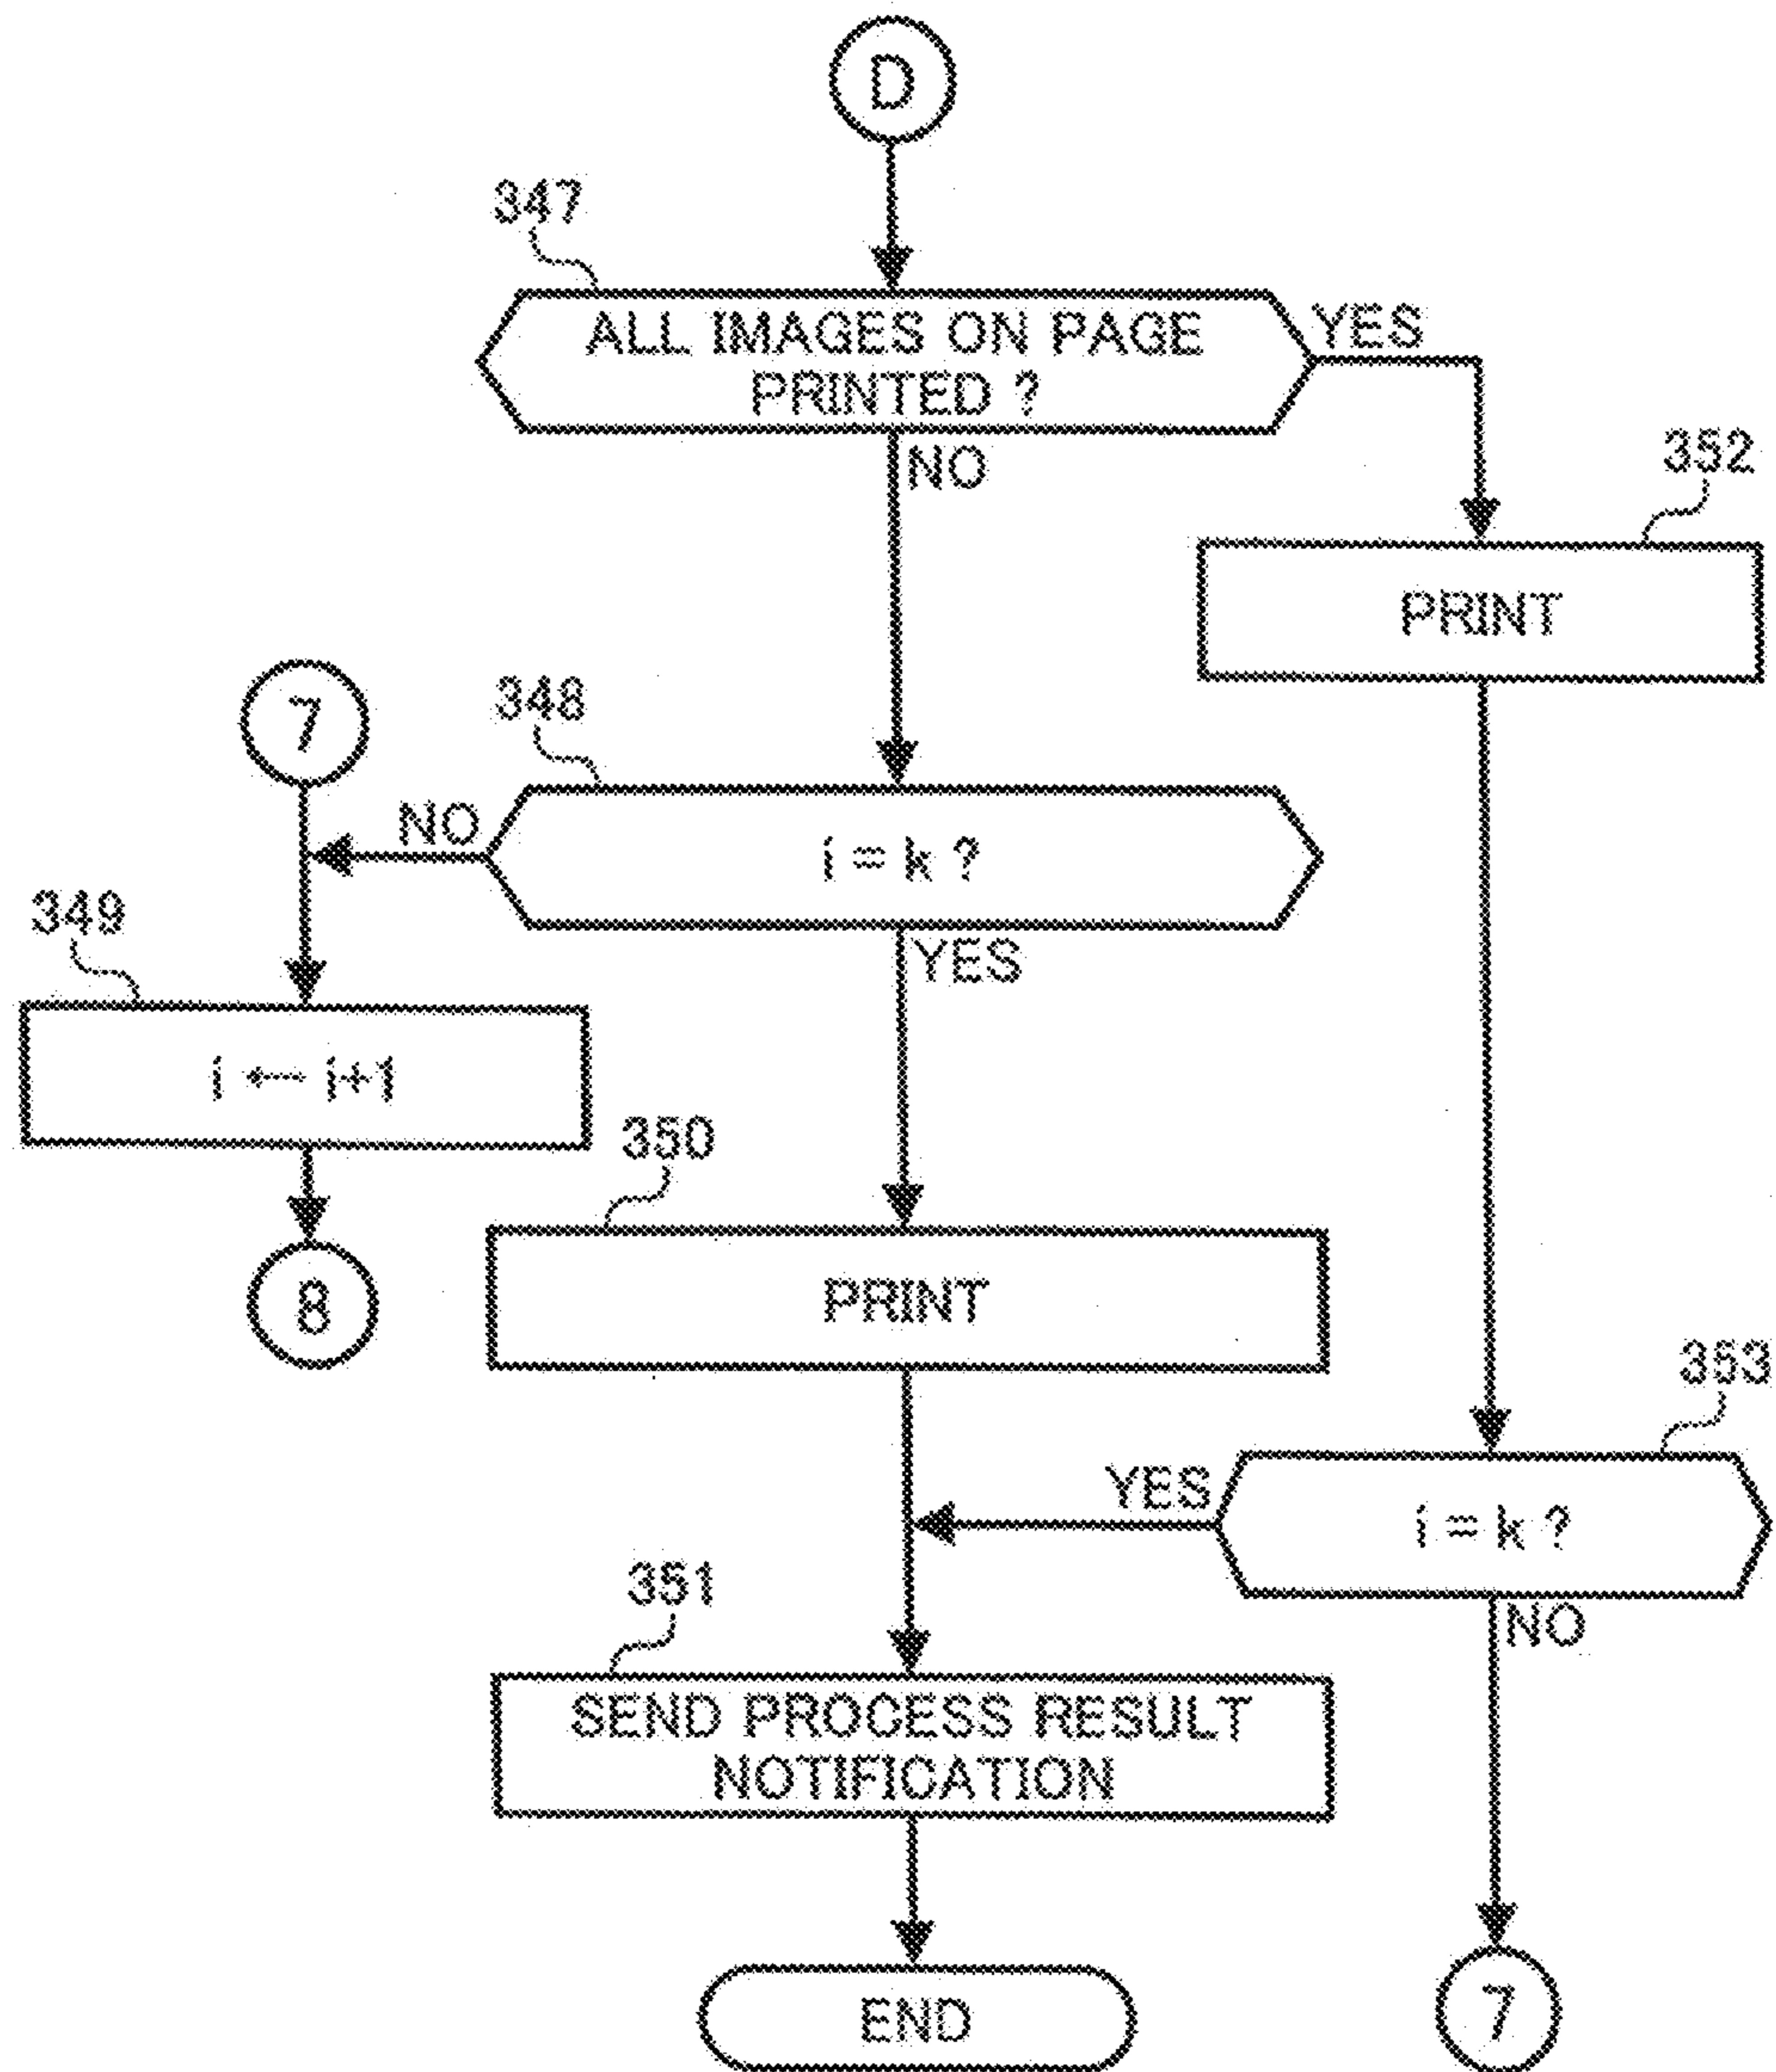 D
347
ALL IMAGES ON PAGE
PRINTED ?
YES
NO
352
PRINT
7
348
NO
i = k ?
YES
349
i ← i+1
8
350
PRINT
353
YES
i = k ?
NO
351
SEND PROCESS RESULT
NOTIFICATION
END
7